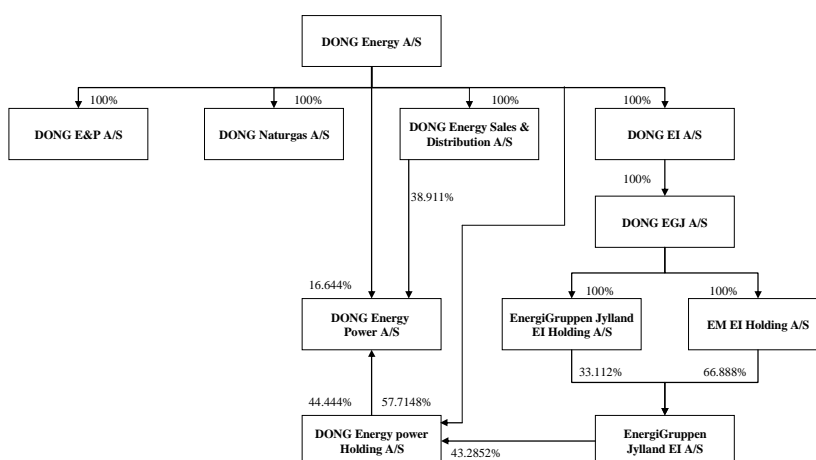 DONG Energy A/S
100%
100%
100%
100%
DONG E&P A/S
DONG Naturgas A/S
DONG Energy Sales &
Distribution A/S
DONG EI A/S
38.911%
100%
DONG EGJ A/S
16.644%
100%
100%
DONG Energy
Power A/S
EnergiGruppen Jylland
EI Holding A/S
EM EI Holding A/S
33.112%
66.888%
44.444%
57.7148%
DONG Energy power
Holding A/S
43.2852%
EnergiGruppen
Jylland EI A/S